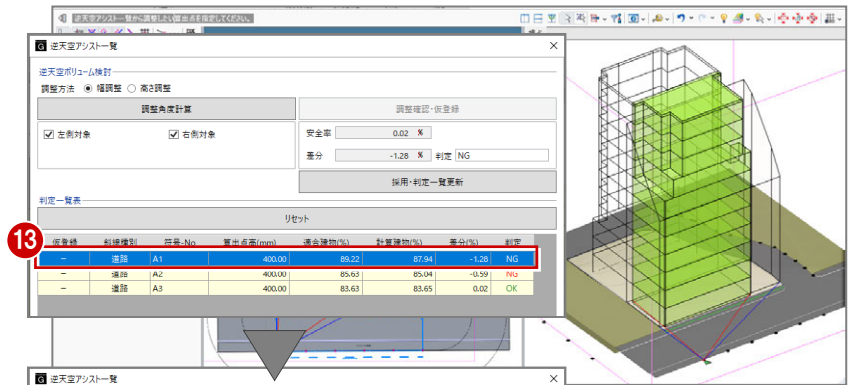 逆天空アシスト一覧から調整したい算出点を指定してください。
逆天空アシスト一覧
逆天空ボリューム検討
調整方法 幅調整 高さ調整
調整角度計算 調整確認・仮登録
左側対象 右側対象 安全率 0.02 %
差分 -1.28 % 判定 NG
採用・判定一覧更新
判定一覧表
リセット
13
仮登録 斜線種別 符号-No 算出点高(mm) 適合建物(%) 計算建物(%) 差分(%) 判定
− 道路 A1 400.00 89.22 87.94 -1.28 NG
− 道路 A2 400.00 85.63 85.04 -0.59 NG
− 道路 A3 400.00 83.63 83.65 0.02 OK
逆天空アシスト一覧